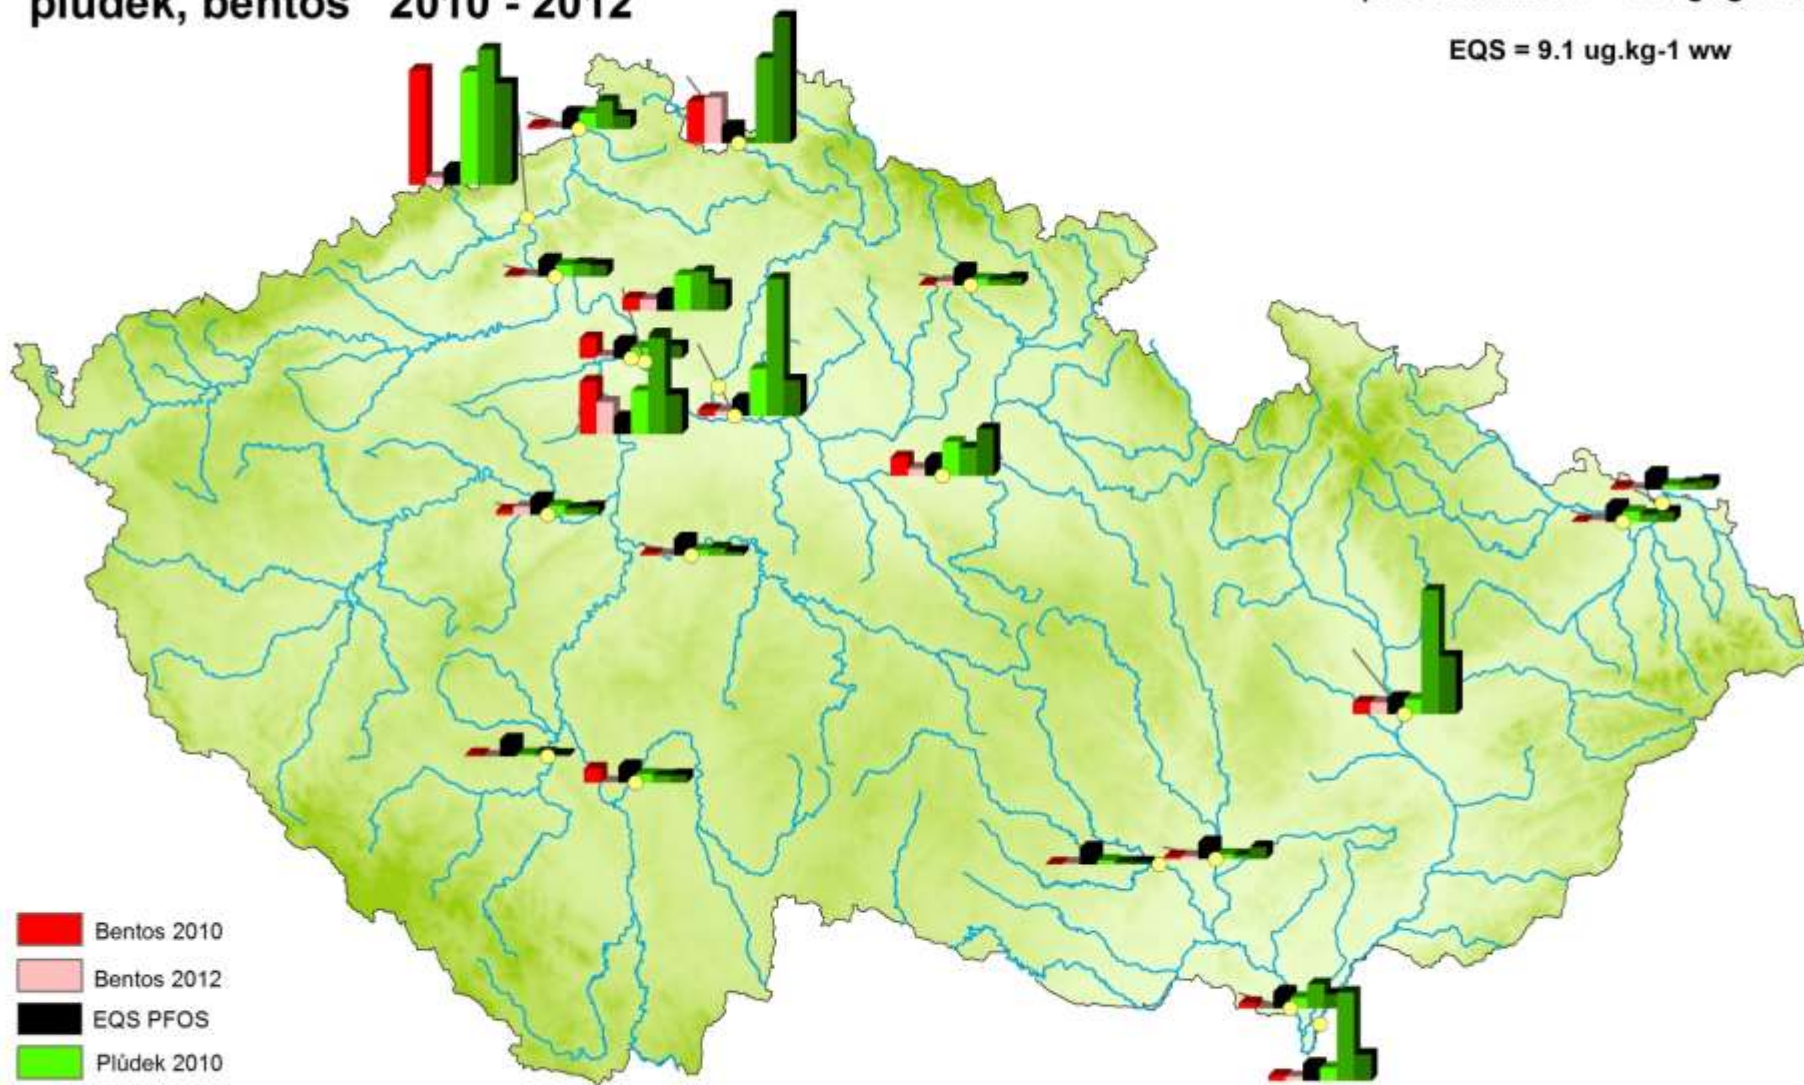 plůdek, bentos 2010 - 2012
EQS = 9.1 ug.kg-1 ww
Bentos 2010
Bentos 2012
EQS PFOS
Plůdek 2010